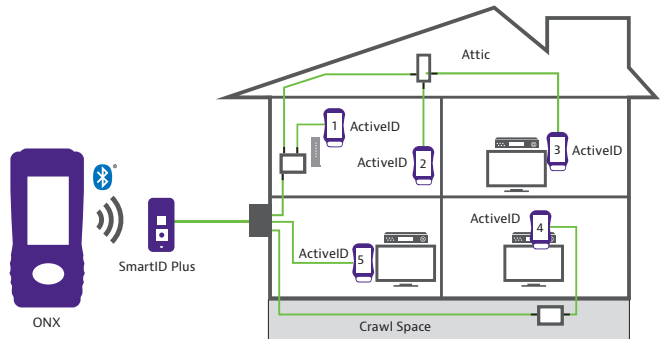 Attic
1
ActiveID
ActiveID
2
3
ActiveID
®
SmartID Plus
ONX
ActiveID
4
ActiveID
5
Crawl Space